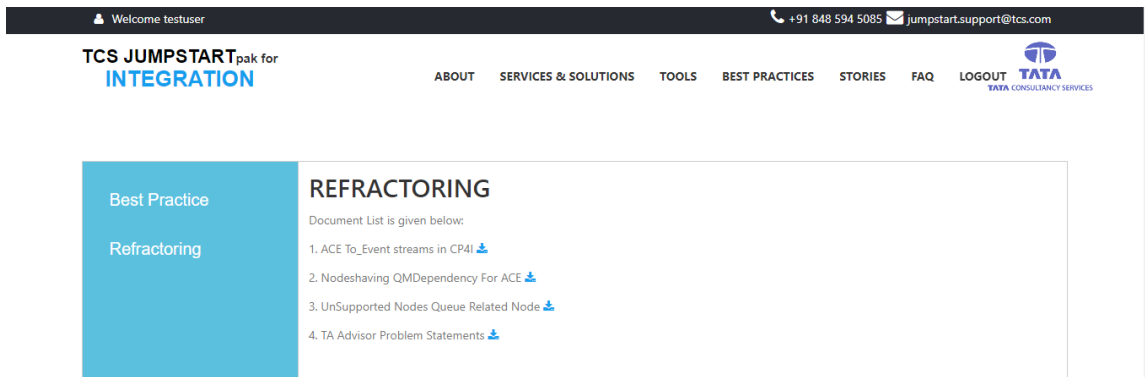 Welcome testuser +91 848 594 5085 jumpstart.support@tcs.com
TCS JUMPSTARTpak for
INTEGRATION
ABOUT SERVICES & SOLUTIONS TOOLS BEST PRACTICES STORIES FAQ LOGOUT
TATA
TATA CONSULTANCY SERVICES
Best Practice
Refractoring
REFRACTORING
Document List is given below:
1. ACE To_Event streams in CP4I
2. Nodeshaving QMDependency For ACE
3. UnSupported Nodes Queue Related Node
4. TA Advisor Problem Statements